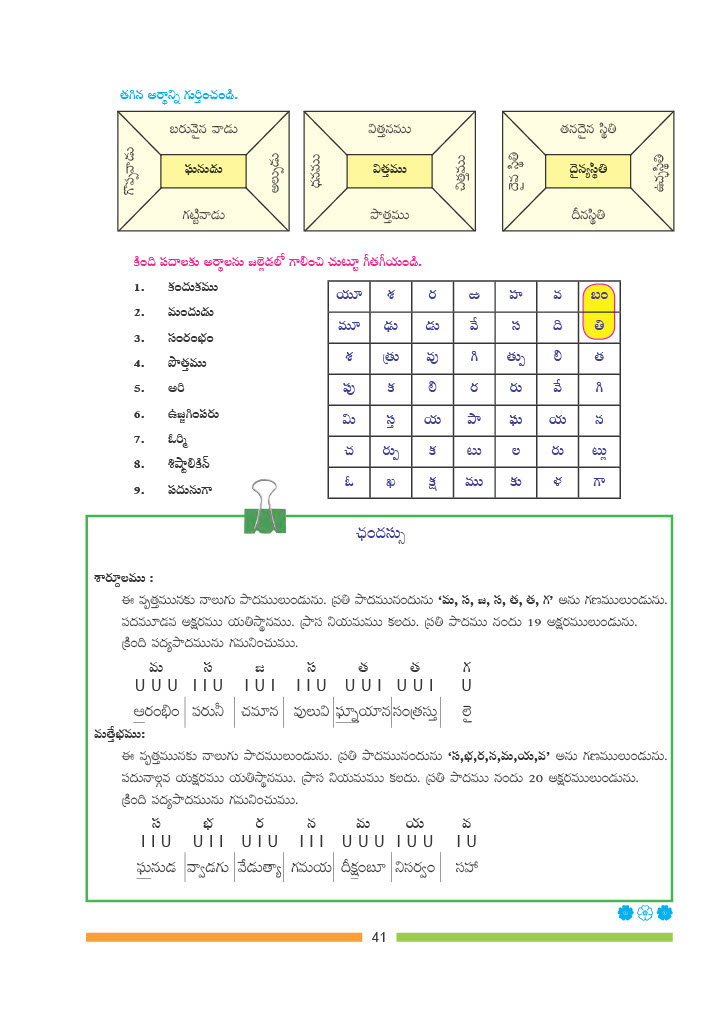 తగిన అర్థాన్ని గుర్తించండి.
బరువైన వాడు
గొప్పవాడు ఘనుడు అల్పుడు
గట్టివాడు
విత్తనము
ధనము విత్తము చిత్తము
పొత్తము
తనదైన స్థితి
దైవ స్థితి దైన్యస్థితి ఉచ్ఛస్థితి
దీనస్థితి
కింది పదాలకు అర్థాలను జల్లెడలో గాలించి చుట్టూ గీతగీయండి.
1. కందుకము
2. మందుడు
3. సంరంభం
4. పొత్తము
5. అరి
6. ఉజ్జగింపరు
7. ఓర్మి
8. శిష్టాలికిన్
9. పదునుగా
యూ శ ర ఱ హ వ బం
మూ ఢు డు వే స ది తి
శ త్రు వు గి త్పు లి త
పు క లి ర రు వే గి
మి స్త య పా ఘ య న
చ ర్పు క టు ల రు ట్లు
ఓ ఖ క్ష ము కు ళ గా
ఛందస్సు
శార్దూలము :
ఈ వృత్తమునకు నాలుగు పాదములుండును. ప్రతి పాదమునందును ‘మ, స, జ, స, త, త, గ’ అను గణములుండును.
పదమూడవ అక్షరము యతిస్థానము. ప్రాస నియమము కలదు. ప్రతి పాదము నందు 19 అక్షరములుండును.
క్రింది పద్యపాదమును గమనించుము.
మ స జ స త త గ
U U U I I U I U I I I U U U I U U I U
ఆరంభిం పరునీ చమాన వులువి ఘ్నాయాన సంత్రస్తు లై
మత్తేభము:
ఈ వృత్తమునకు నాలుగు పాదములుండును. ప్రతి పాదమునందును ‘స,భ,ర,న,మ,య,వ’ అను గణములుండును.
పదునాల్గవ యక్షరము యతిస్థానము. ప్రాస నియమము కలదు. ప్రతి పాదము నందు 20 అక్షరములుండును.
క్రింది పద్యపాదమును గమనించుము.
స భ ర న మ య వ
I I U U I I U I U I I I U U U I U U I U
ఘనుడ వ్వాడగు వేడుత్యా గమయ దీక్షంబూ నిసర్వం సహా
41